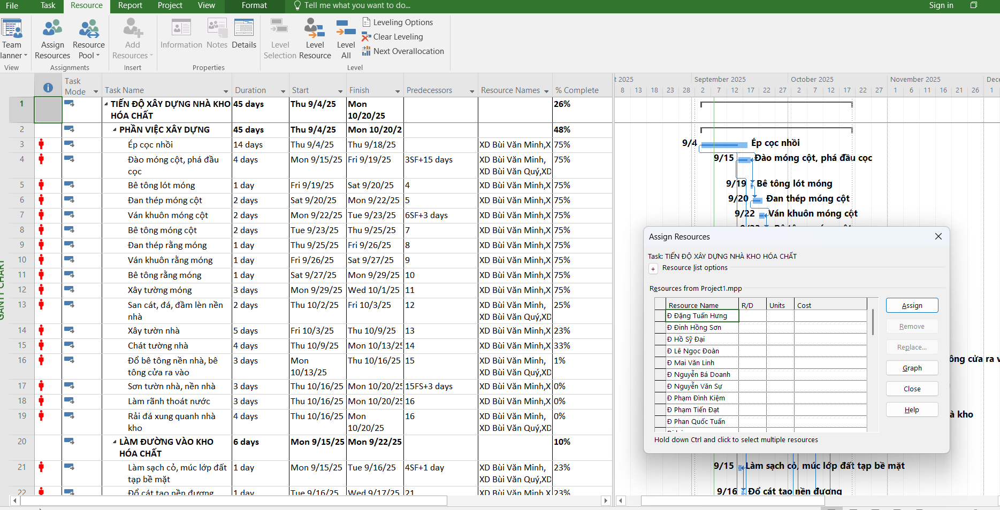 File Task Resource Report Project View Format Tell me what you want to do... Sign in
Team
lanner
Assign
Resources
Resource
Pool
Add
Resources
Information
Notes
Details
Level
Selection
Level
Resource
Level
All
Leveling Options
Clear Leveling
Next Overallocation
View Assignments Insert Properties Level
Task
Mode Task Name Duration Start Finish Predecessors Resource Names % Complete
t 2025 September 2025 October 2025 November 2025 Dece
8 13 18 23 28 2 7 12 17 22 27 2 7 12 17 22 27 1 6 11 16 21 26 1
GANTT CHART
1 TIẾN ĐỘ XÂY DỰNG NHÀ KHO 45 days Thu 9/4/25 Mon 26%
HÓA CHẤT 10/20/25
2 PHẦN VIỆC XÂY DỰNG 45 days Thu 9/4/25 Mon 10/20/2 48%
3 Ép cọc nhồi 14 days Thu 9/4/25 Thu 9/18/25 XD Bùi Văn Minh,X 75%
4 Đào móng cột, phá đầu 4 days Mon 9/15/25 Fri 9/19/25 3SF+15 days XD Bùi Văn Minh, 75%
cọc XD Bùi Văn Quý,XD
5 Bê tông lót móng 1 day Fri 9/19/25 Sat 9/20/25 4 XD Bùi Văn Minh,X 75%
6 Đan thép móng cột 2 days Sat 9/20/25 Mon 9/22/25 5 XD Bùi Văn Minh,X 75%
7 Ván khuôn móng cột 2 days Mon 9/22/25 Tue 9/23/25 6SF+3 days XD Bùi Văn Minh,X 75%
8 Bê tông móng cột 2 days Tue 9/23/25 Thu 9/25/25 7 XD Bùi Văn Minh,X 75%
9 Đan thép rằng móng 1 day Thu 9/25/25 Fri 9/26/25 8 XD Bùi Văn Minh,X 75%
10 Ván khuôn rằng móng 1 day Fri 9/26/25 Sat 9/27/25 9 XD Bùi Văn Minh,X 75%
11 Bê tông rằng móng 1 day Sat 9/27/25 Mon 9/29/25 10 XD Bùi Văn Minh,X 75%
12 Xây tường móng 3 days Mon 9/29/25 Wed 10/1/25 11 XD Bùi Văn Minh,X 75%
13 San cát, đá, đầm lèn nền 2 days Thu 10/2/25 Fri 10/3/25 12 XD Bùi Văn Minh, 25%
nhà XD Bùi Văn Quý,XD
14 Xây tườn nhà 5 days Fri 10/3/25 Thu 10/9/25 13 XD Bùi Văn Minh,X 23%
15 Chát tường nhà 4 days Thu 10/9/25 Mon 10/13/25 14 XD Bùi Văn Minh,X 33%
16 Đổ bê tông nền nhà, bê 3 days Mon Thu 10/16/25 15 XD Bùi Văn Minh, 1%
tông cửa ra vào 10/13/25 XD Bùi Văn Quý,XD
17 Sơn tườn nhà, nền nhà 3 days Thu 10/16/25 Mon 10/20/25 15FS+3 days XD Bùi Văn Minh,X 0%
18 Làm rãnh thoát nước 3 days Thu 10/16/25 Mon 10/20/25 16 XD Bùi Văn Minh,X 0%
19 Rải đá xung quanh nhà 4 days Thu 10/16/25 Mon 16 XD Bùi Văn Minh, 0%
kho 10/20/25 XD Bùi Văn Quý,XD
20 LÀM ĐƯỜNG VÀO KHO 6 days Mon 9/15/25 Mon 9/22/25 10%
HÓA CHẤT
21 Làm sạch cỏ, múc lớp đất 1 day Mon 9/15/25 Tue 9/16/25 4SF+1 day XD Bùi Văn Minh, 23%
tạp bề mặt XD Bùi Văn Quý,XD
22 Đổ cát tạo nền đương 1 day Tue 9/16/25 Wed 9/17/25 21 XD Bùi Văn Minh,X 23%
9/4 Ép cọc nhồi
9/15 Đào móng cột, phá đầu cọc
9/19 Bê tông lót móng
9/20 Đan thép móng cột
9/22 Ván khuôn móng cột
Assign Resources
Task: TIẾN ĐỘ XÂY DỰNG NHÀ KHO HÓA CHẤT
+ Resource list options
Resources from Project1.mpp
Resource Name R/D Units Cost
Đ Đặng Tuấn Hưng
Đ Đinh Hồng Sơn
Đ Hồ Sỹ Đại
Đ Lê Ngọc Đoàn
Đ Mai Văn Linh
Đ Nguyễn Bá Doanh
Đ Nguyễn Văn Sự
Đ Phạm Đình Kiệm
Đ Phạm Tiến Đạt
Đ Phan Quốc Tuấn
Assign
Remove
Replace...
Graph
Close
Help
Hold down Ctrl and click to select multiple resources
ông cửa ra v
à kho
9/15 Làm sạch cỏ, múc lớp đất tạp bề mặt
9/16 Đổ cát tạo nền đương